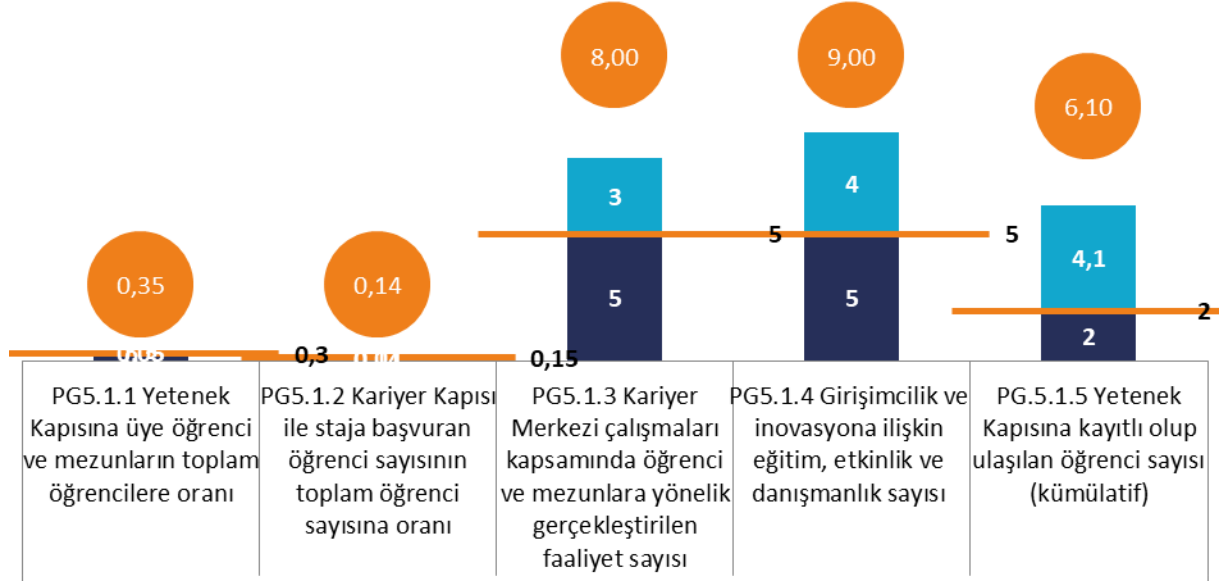 8,00
9,00
6,10
3
4
0,35
0,14
5
5
4,1
5
5
2
2
0,3
0,15
PG5.1.1 Yetenek
Kapısına üye öğrenci
ve mezunların toplam
öğrencilere oranı
PG5.1.2 Kariyer Kapısı
ile staja başvuran
öğrenci sayısının
toplam öğrenci
sayısına oranı
PG5.1.3 Kariyer
Merkezi çalışmaları
kapsamında öğrenci
ve mezunlara yönelik
gerçekleştirilen
faaliyet sayısı
PG5.1.4 Girişimcilik ve
inovasyona ilişkin
eğitim, etkinlik ve
danışmanlık sayısı
PG.5.1.5 Yetenek
Kapısına kayıtlı olup
ulaşılan öğrenci sayısı
(kümülatif)